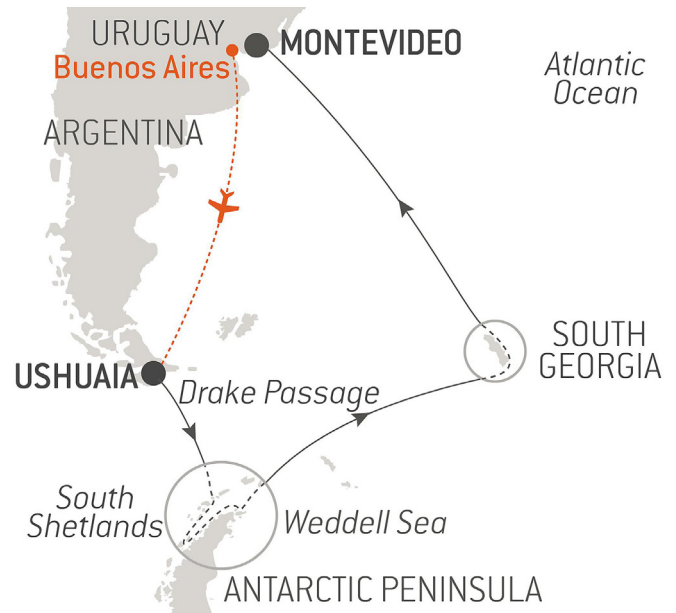 URUGUAY
MONTEVIDEO
Buenos Aires
Atlantic
Ocean
ARGENTINA
SOUTH
GEORGIA
USHUAIA
Drake Passage
South
Shetlands
Weddell Sea
ANTARCTIC PENINSULA